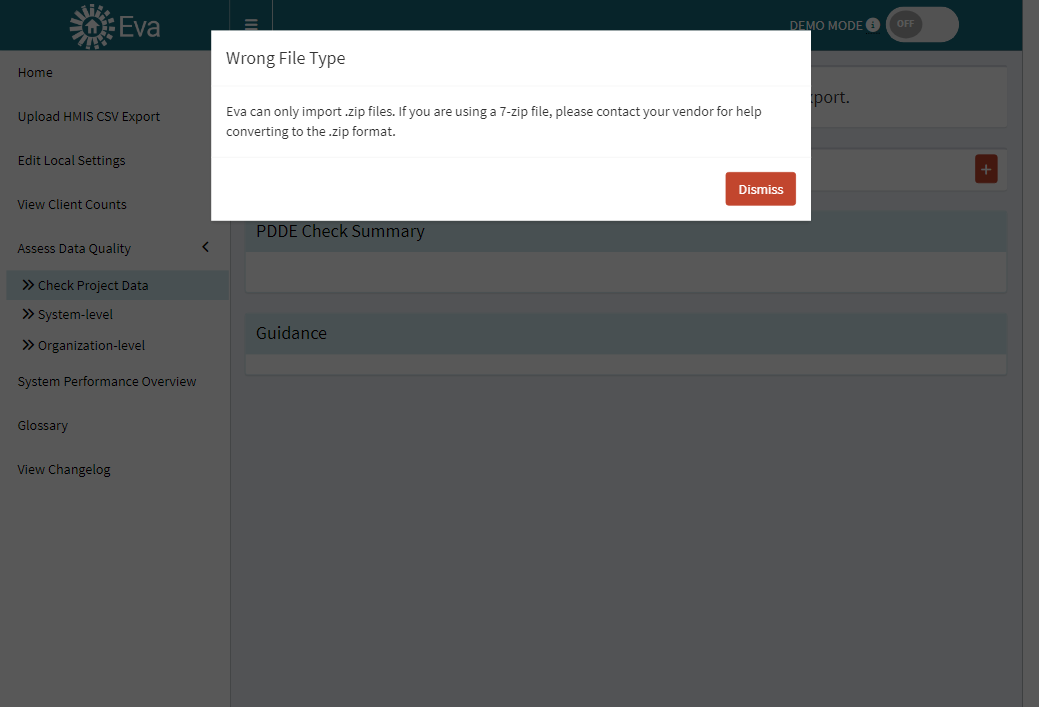 Eva
DEMO MODE
OFF
Wrong File Type
Eva can only import .zip files. If you are using a 7-zip file, please contact your vendor for help
converting to the .zip format.
Dismiss
Home
Upload HMIS CSV Export
Edit Local Settings
View Client Counts
Assess Data Quality
Check Project Data
System-level
Organization-level
System Performance Overview
Glossary
View Changelog
+
PDDE Check Summary
Guidance